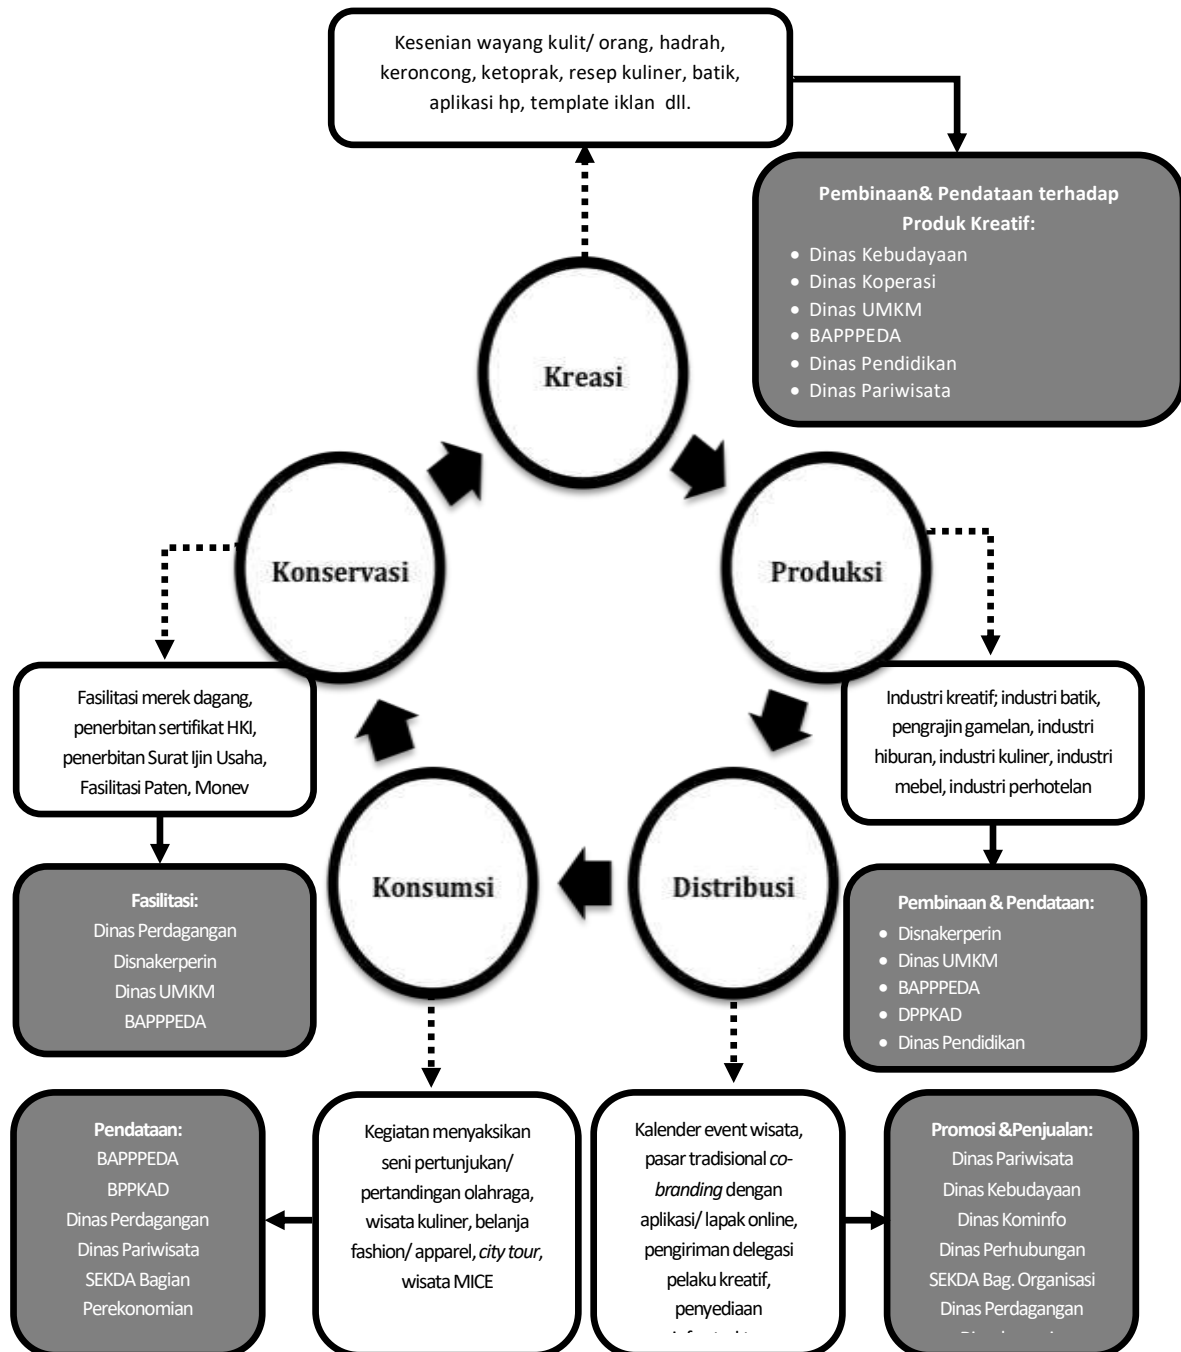 Kesenian wayang kulit/ orang, hadrah,
keroncong, ketoprak, resep kuliner, batik,
aplikasi hp, template iklan dll.
Pembinaan& Pendataan terhadap
Produk Kreatif:
• Dinas Kebudayaan
• Dinas Koperasi
• Dinas UMKM
• BAPPPEDA
• Dinas Pendidikan
• Dinas Pariwisata
Kreasi
Konservasi
Produksi
Fasilitasi merek dagang,
penerbitan sertifikat HKI,
penerbitan Surat Ijin Usaha,
Fasilitasi Paten, Monev
Industri kreatif; industri batik,
pengrajin gamelan, industri
hiburan, industri kuliner, industri
mebel, industri perhotelan
Konsumsi
Distribusi
Fasilitasi:
Dinas Perdagangan
Disnakerperin
Dinas UMKM
BAPPPEDA
Pembinaan & Pendataan:
• Disnakerperin
• Dinas UMKM
• BAPPPEDA
• DPPKAD
• Dinas Pendidikan
Pendataan:
BAPPPEDA
BPPKAD
Dinas Perdagangan
Dinas Pariwisata
SEKDA Bagian
Perekonomian
Kegiatan menyaksikan
seni pertunjukan/
pertandingan olahraga,
wisata kuliner, belanja
fashion/ apparel, city tour,
wisata MICE
Kalender event wisata,
pasar tradisional co-
branding dengan
aplikasi/ lapak online,
pengiriman delegasi
pelaku kreatif,
penyediaan
Promosi &Penjualan:
Dinas Pariwisata
Dinas Kebudayaan
Dinas Kominfo
Dinas Perhubungan
SEKDA Bag. Organisasi
Dinas Perdagangan